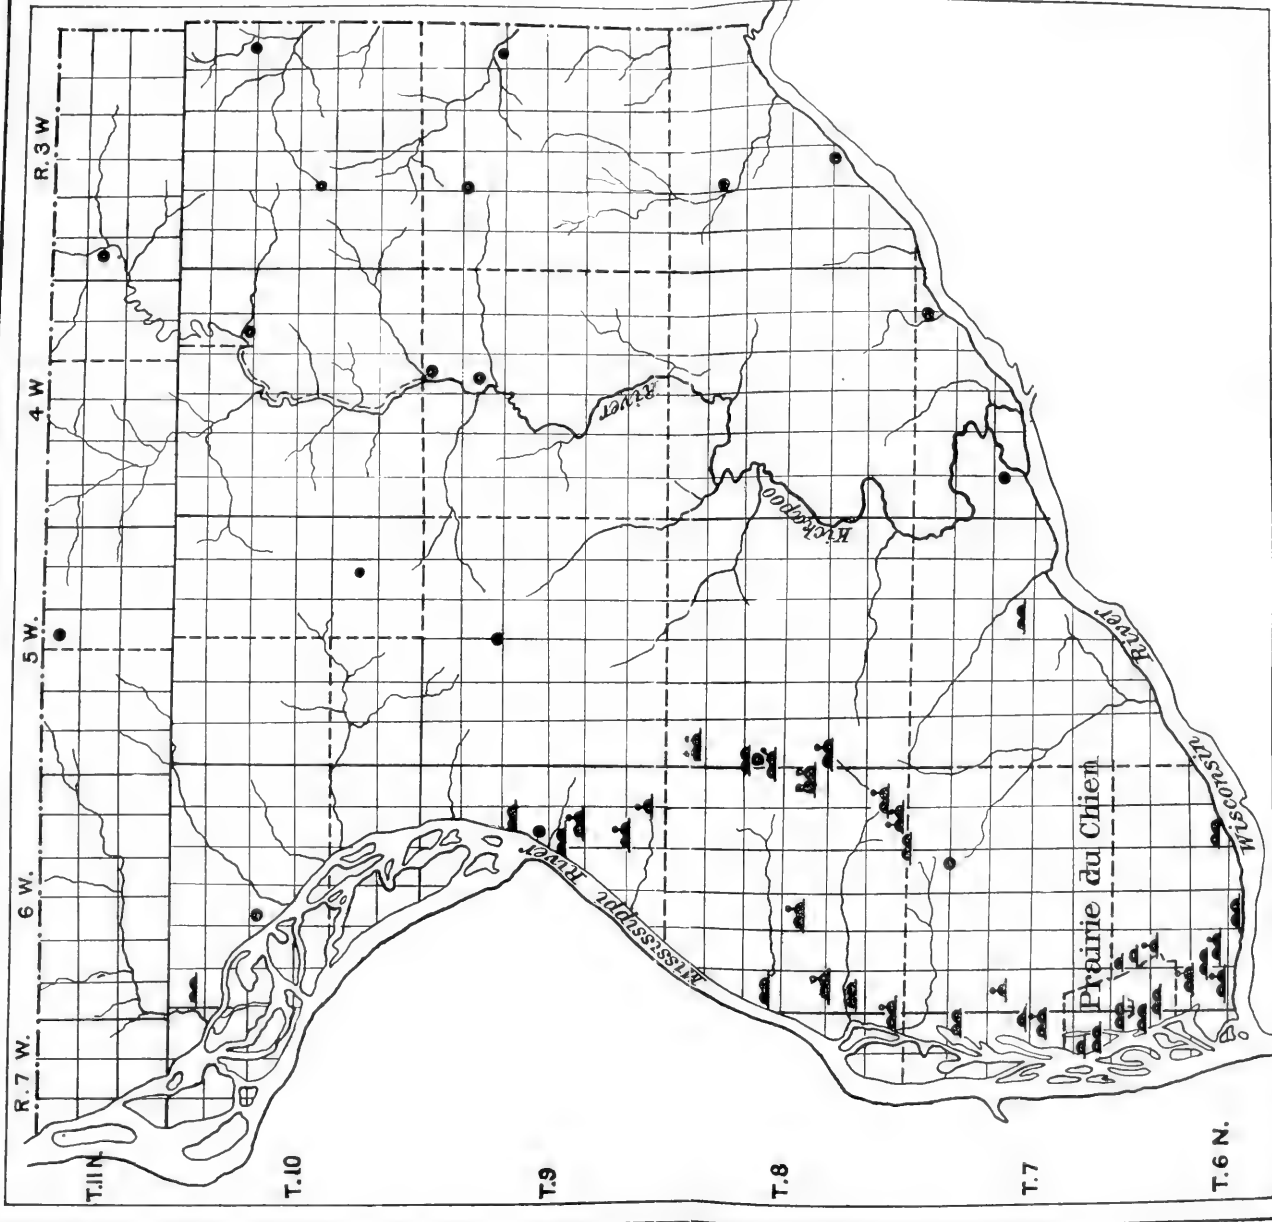 R. 3 W
4 W.
5 W.
6 W.
R. 7 W.
T. 11 N.
T. 10
T. 9
T. 8
T. 7
T. 6 N.
Mississippi River
Kickapoo River
Wisconsin River
Prairie du Chien